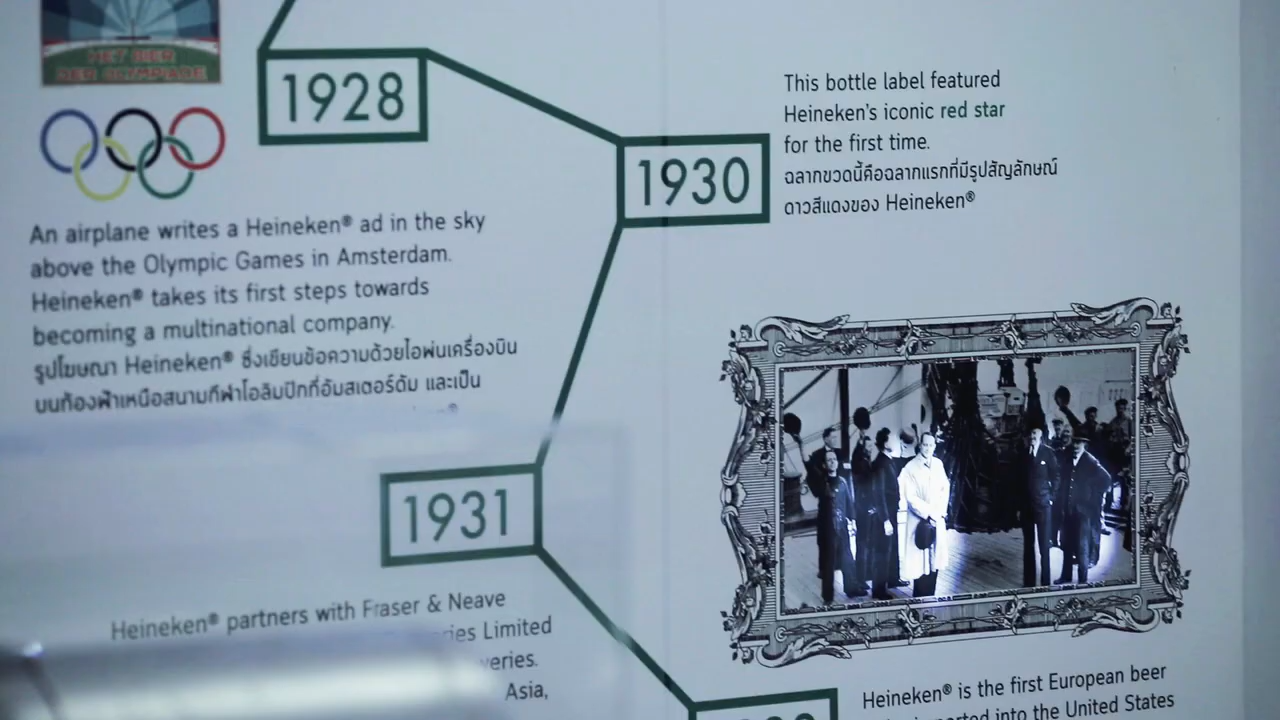 HET BIER
DER OLYMPIADE
1928
An airplane writes a Heineken® ad in the sky
above the Olympic Games in Amsterdam.
Heineken® takes its first steps towards
becoming a multinational company.
รูปโฆษณา Heineken® ซึ่งเขียนข้อความด้วยไอพ่นเครื่องบิน
บนท้องฟ้าเหนือสนามกีฬาโอลิมปิกที่อัมสเตอร์ดัม และเป็น
1930
This bottle label featured
Heineken's iconic red star
for the first time.
ฉลากขวดนี้คือฉลากแรกที่มีรูปสัญลักษณ์
ดาวสีแดงของ Heineken®
1931
Heineken® partners with Fraser & Neave
Limited
Asia,
Heineken® is the first European beer
into the United States